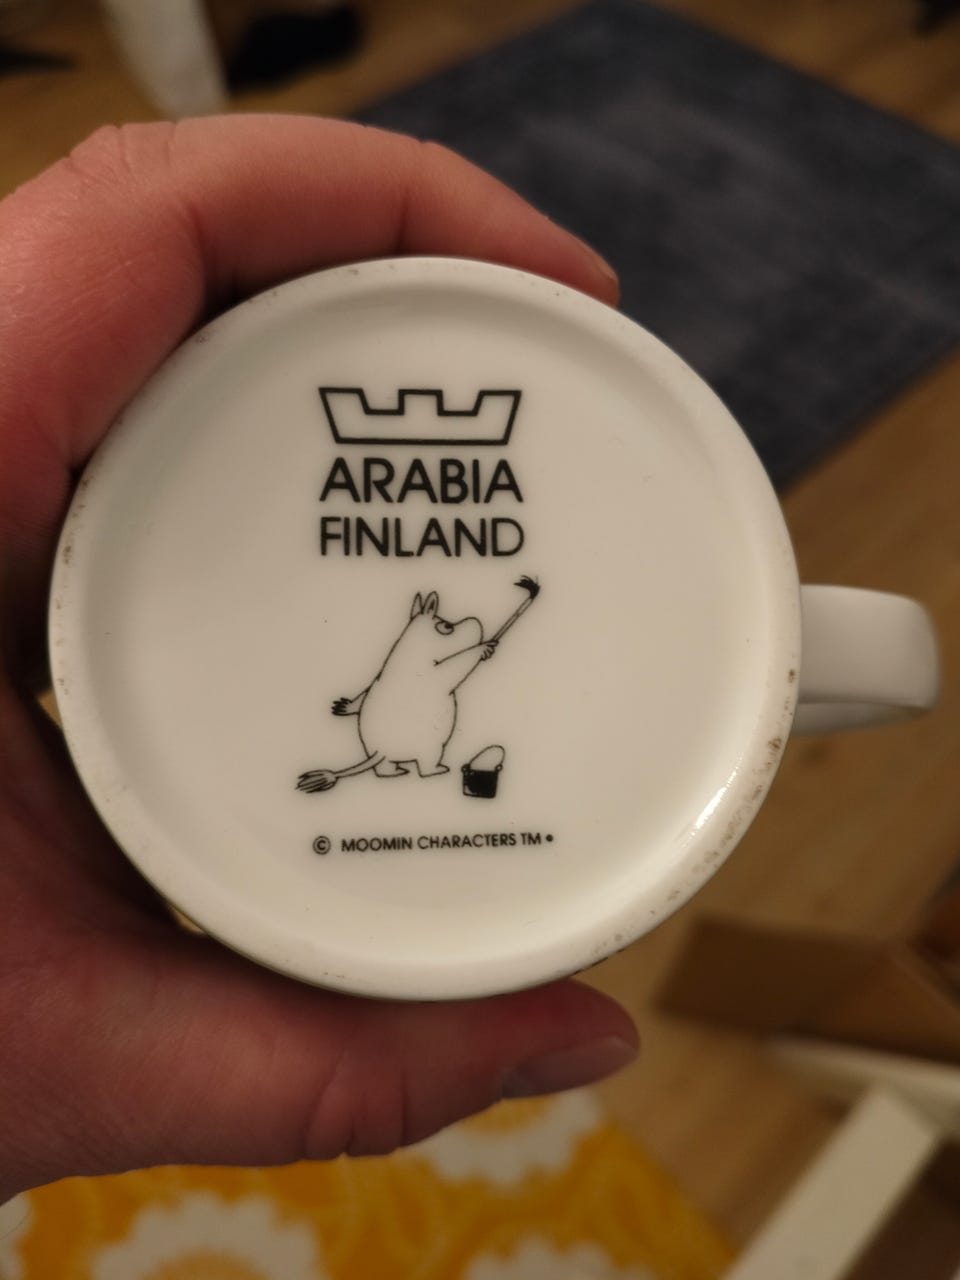 ARABIA
FINLAND
© MOOMIN CHARACTERS TM •